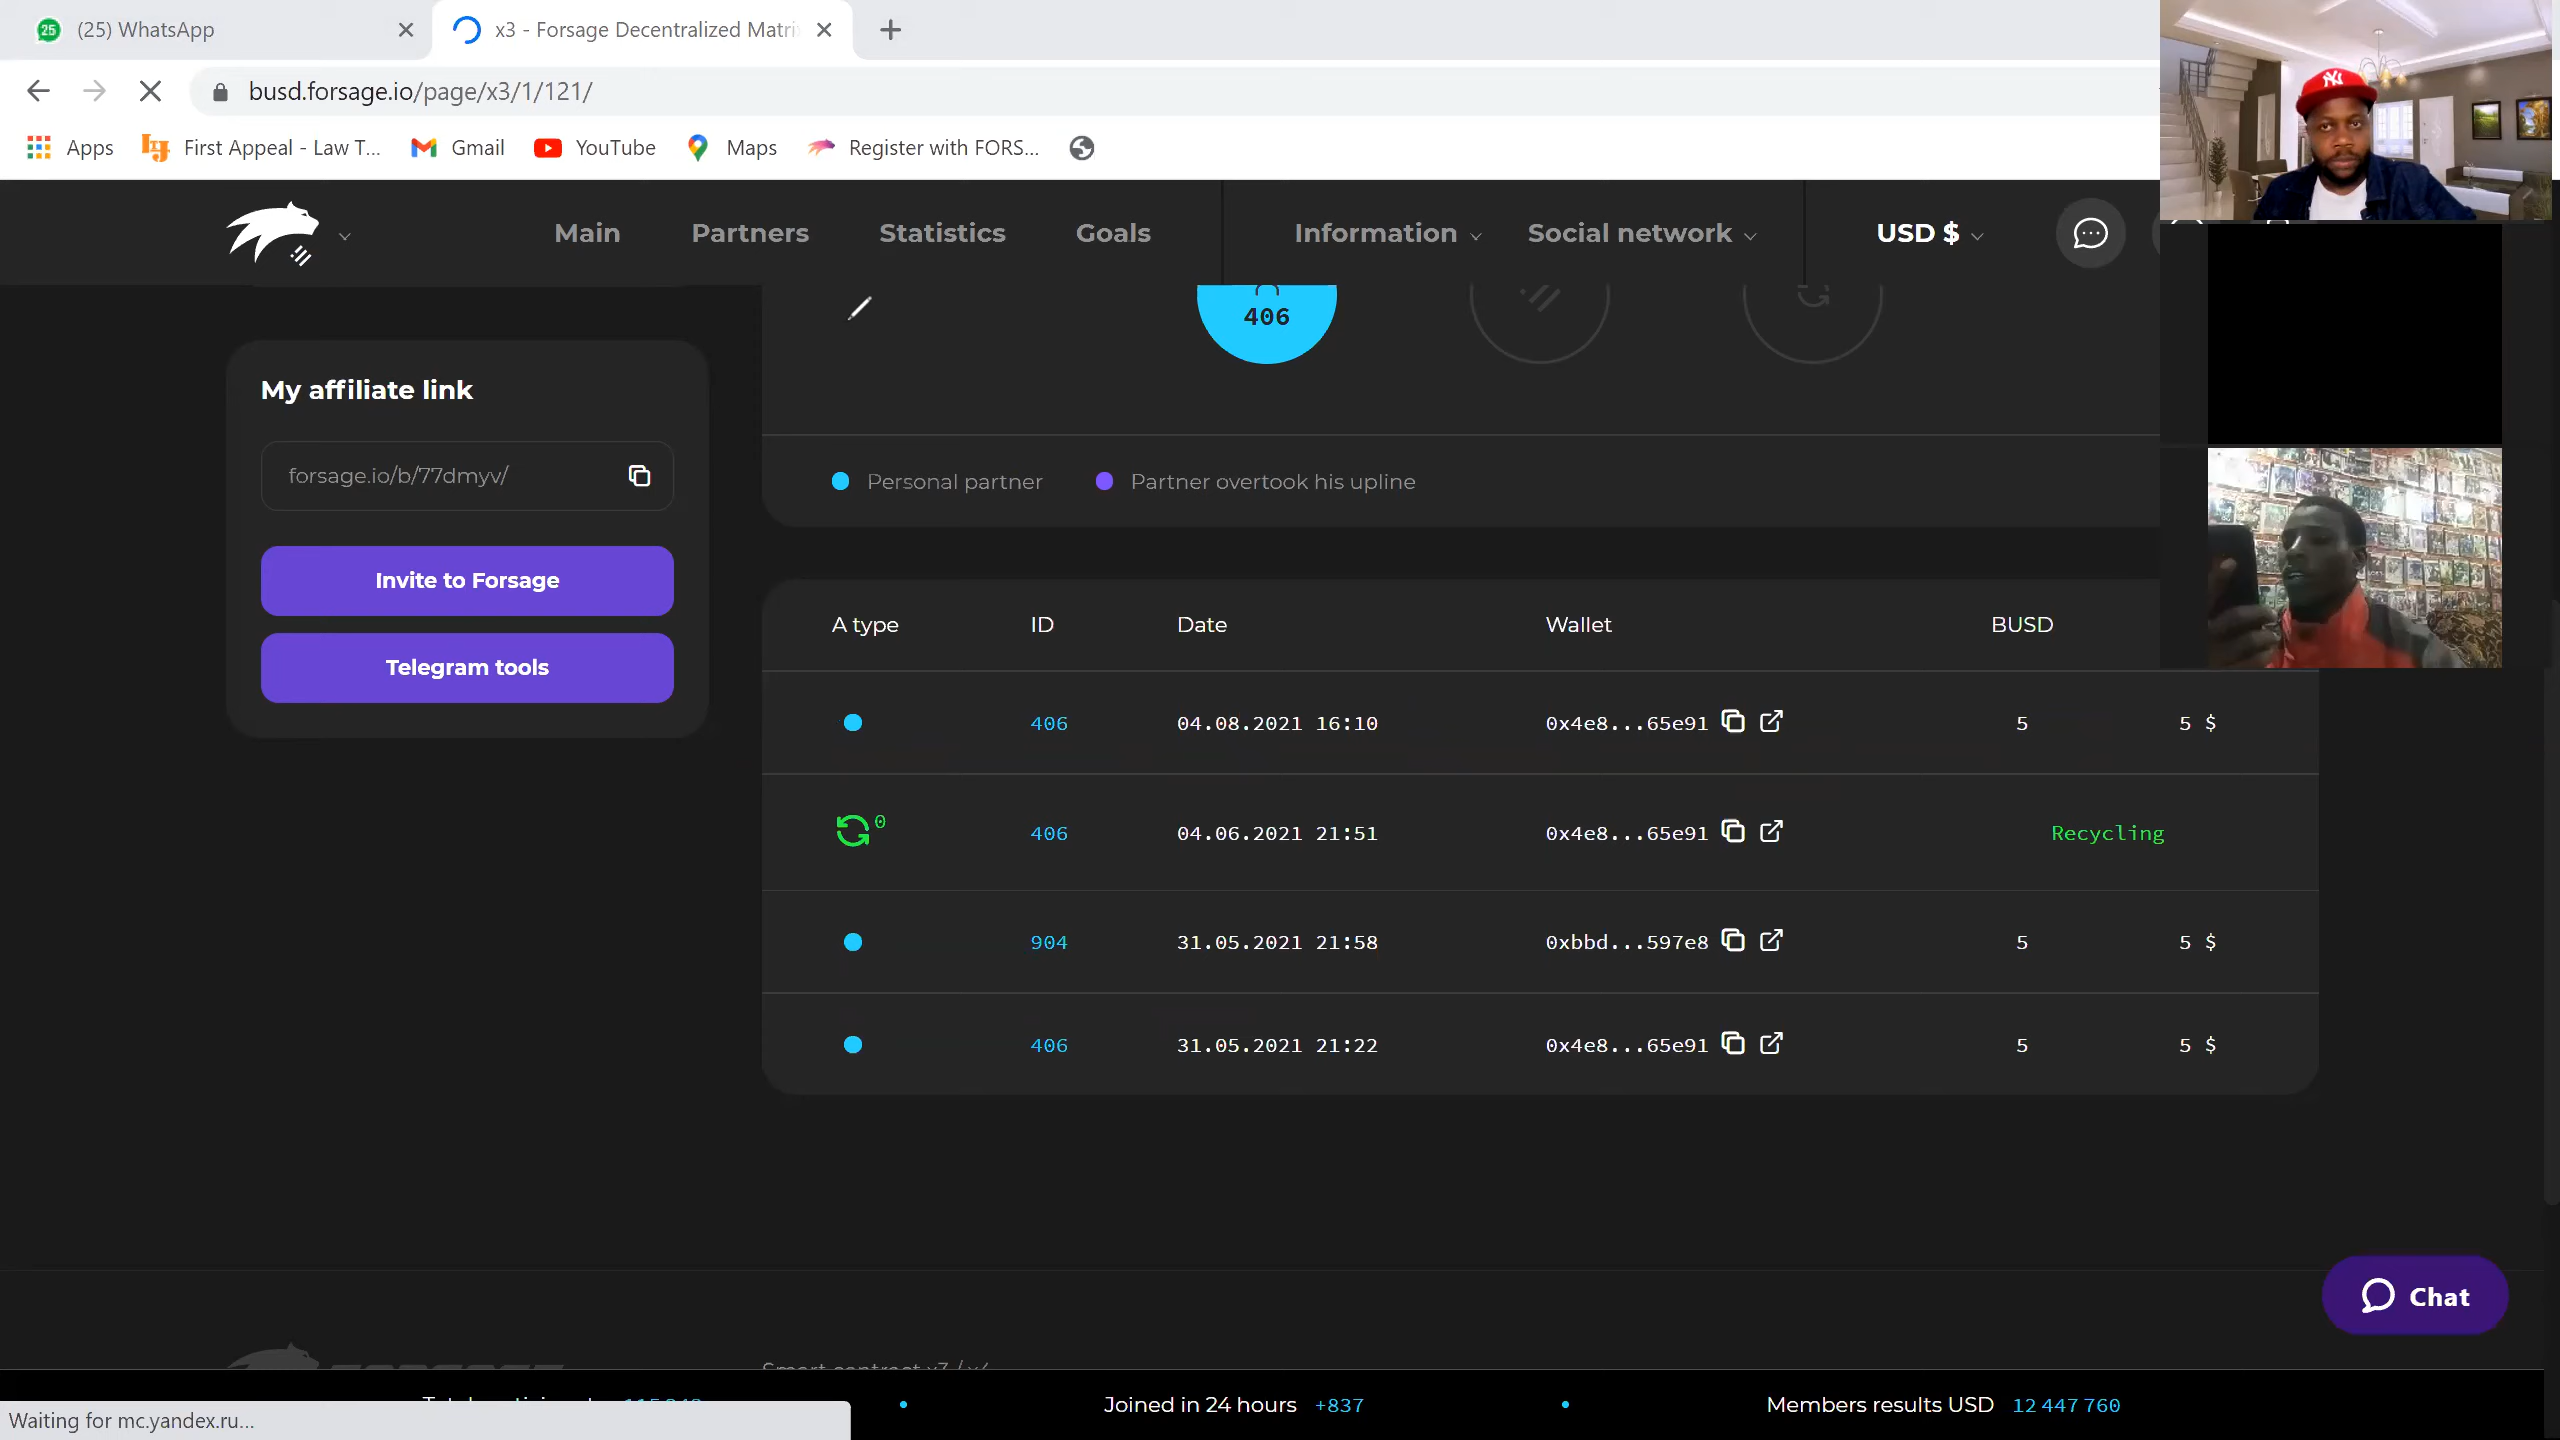 25 (25) WhatsApp
x3 - Forsage Decentralized Matri
busd.forsage.io/page/x3/1/121/
Apps First Appeal - Law T... Gmail YouTube Maps Register with FORS...
Main Partners Statistics Goals Information Social network USD $
406
My affiliate link
forsage.io/b/77dmyv/
Invite to Forsage
Telegram tools
Personal partner Partner overtook his upline
A type ID Date Wallet BUSD
406 04.08.2021 16:10 0x4e8...65e91 5 5 $
0 406 04.06.2021 21:51 0x4e8...65e91 Recycling
904 31.05.2021 21:58 0xbbd...597e8 5 5 $
406 31.05.2021 21:22 0x4e8...65e91 5 5 $
Chat
Smart contract x3 / x4
Joined in 24 hours +837
Members results USD 12 447 760
Waiting for mc.yandex.ru...